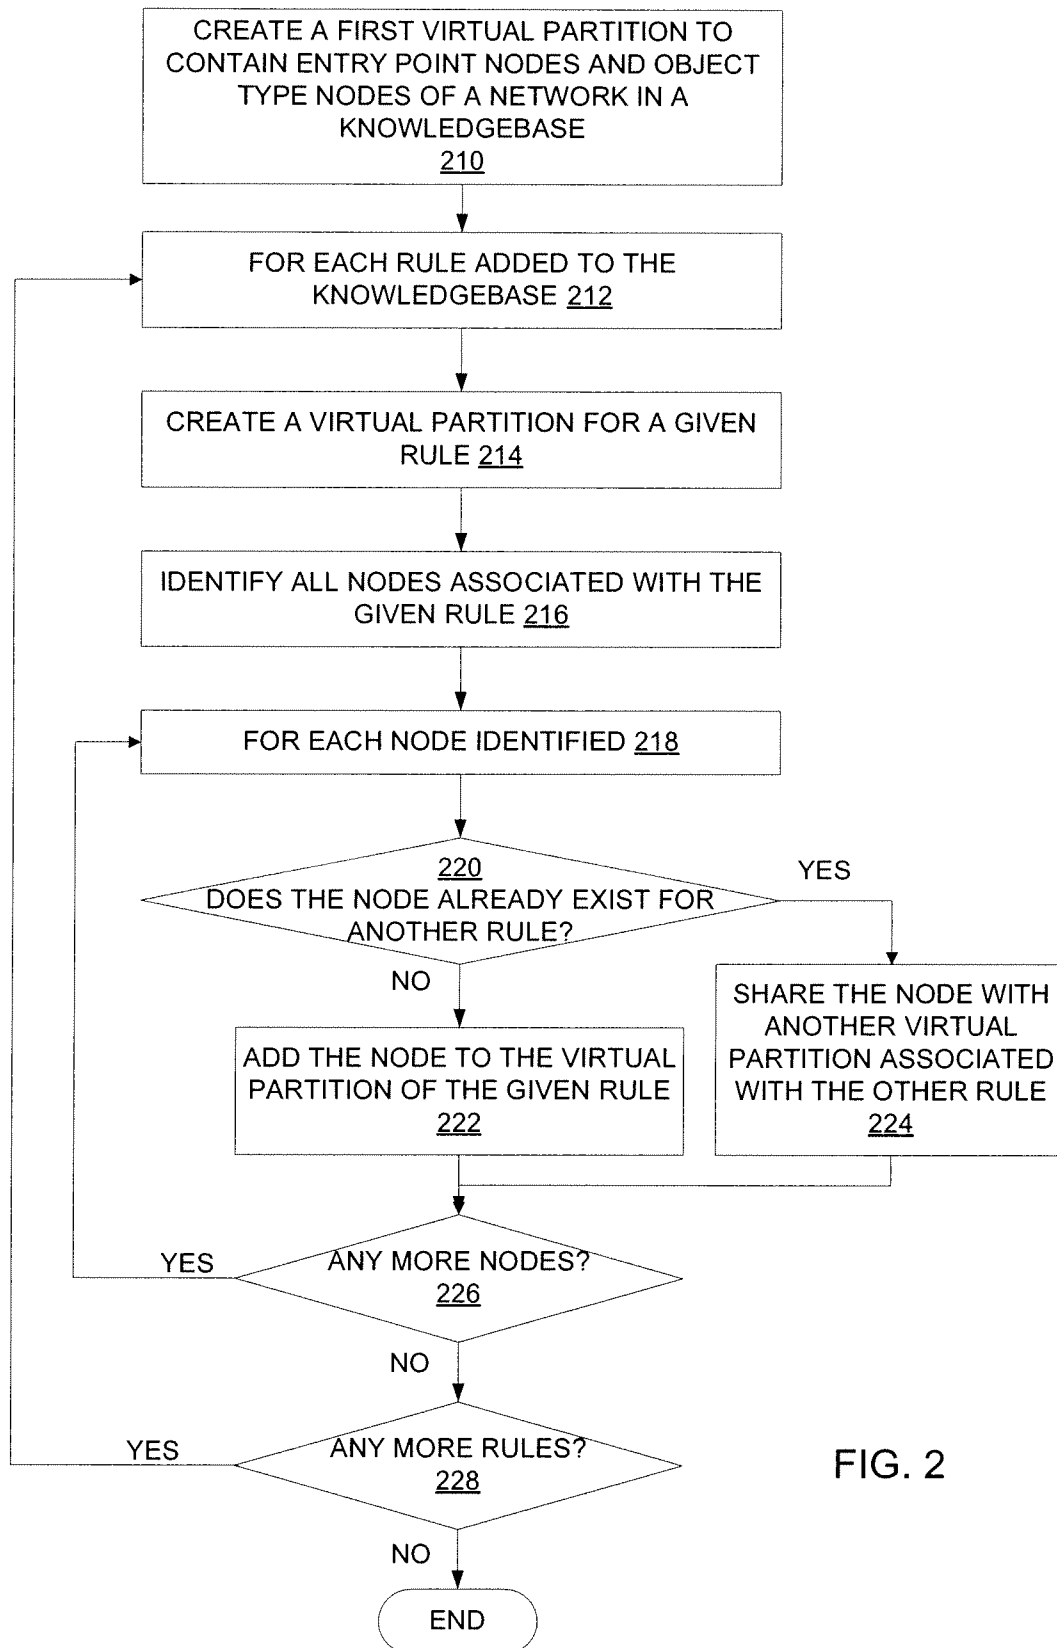 CREATE A FIRST VIRTUAL PARTITION TO
CONTAIN ENTRY POINT NODES AND OBJECT
TYPE NODES OF A NETWORK IN A
KNOWLEDGEBASE
210
FOR EACH RULE ADDED TO THE
KNOWLEDGEBASE 212
CREATE A VIRTUAL PARTITION FOR A GIVEN
RULE 214
IDENTIFY ALL NODES ASSOCIATED WITH THE
GIVEN RULE 216
FOR EACH NODE IDENTIFIED 218
220
DOES THE NODE ALREADY EXIST FOR
ANOTHER RULE?
YES
NO
SHARE THE NODE WITH
ANOTHER VIRTUAL
PARTITION ASSOCIATED
WITH THE OTHER RULE
224
ADD THE NODE TO THE VIRTUAL
PARTITION OF THE GIVEN RULE
222
ANY MORE NODES?
226
YES
NO
ANY MORE RULES?
228
YES
NO
END
FIG. 2